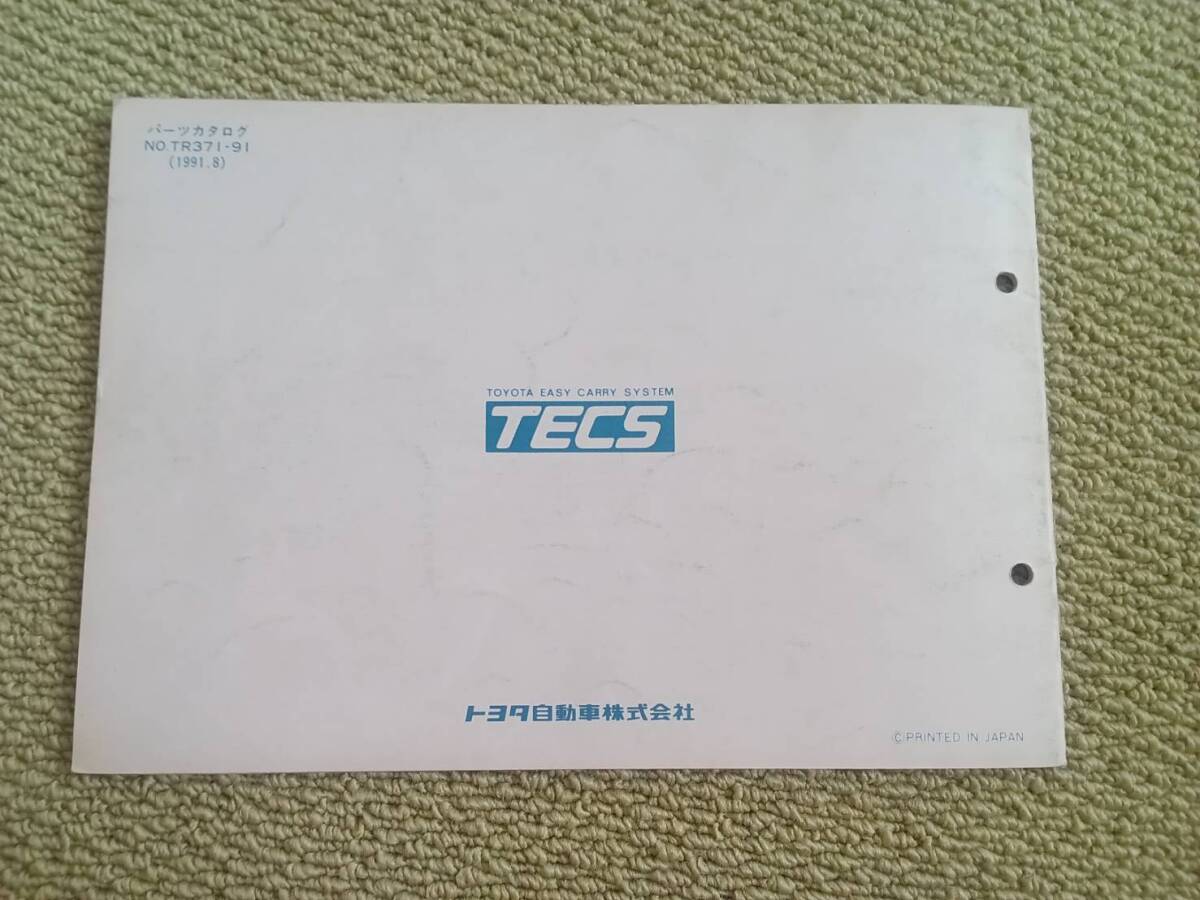 パーツカタログ
NO.TR371-91
(1991.8)
TOYOTA EASY CARRY SYSTEM
TECS
トヨタ自動車株式会社
©PRINTED IN JAPAN